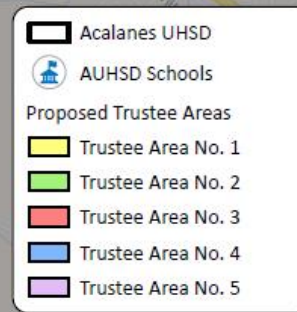 Acalanes UHSD
AUHSD Schools
Proposed Trustee Areas
Trustee Area No. 1
Trustee Area No. 2
Trustee Area No. 3
Trustee Area No. 4
Trustee Area No. 5